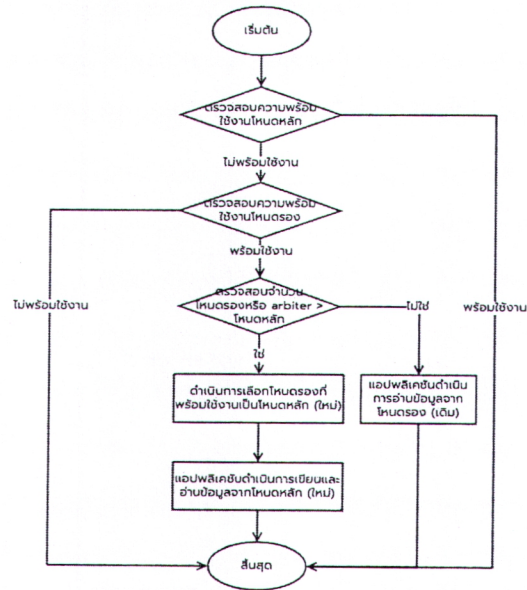 เริ่มต้น
ตรวจสอบความพร้อม
ใช้งานโหนดหลัก
ไม่พร้อมใช้งาน
ตรวจสอบความพร้อม
ใช้งานโหนดรอง
พร้อมใช้งาน
ไม่พร้อมใช้งาน
ตรวจสอบจำนวน
โหนดรองหรือ arbiter >
โหนดหลัก
ไม่ใช่
พร้อมใช้งาน
ใช่
ดำเนินการเลือกโหนดรองที่
พร้อมใช้งานเป็นโหนดหลัก (ใหม่)
แอปพลิเคชันดำเนิน
การอ่านข้อมูลจาก
โหนดรอง (เดิม)
แอปพลิเคชันดำเนินการเขียนและ
อ่านข้อมูลจากโหนดหลัก (ใหม่)
สิ้นสุด